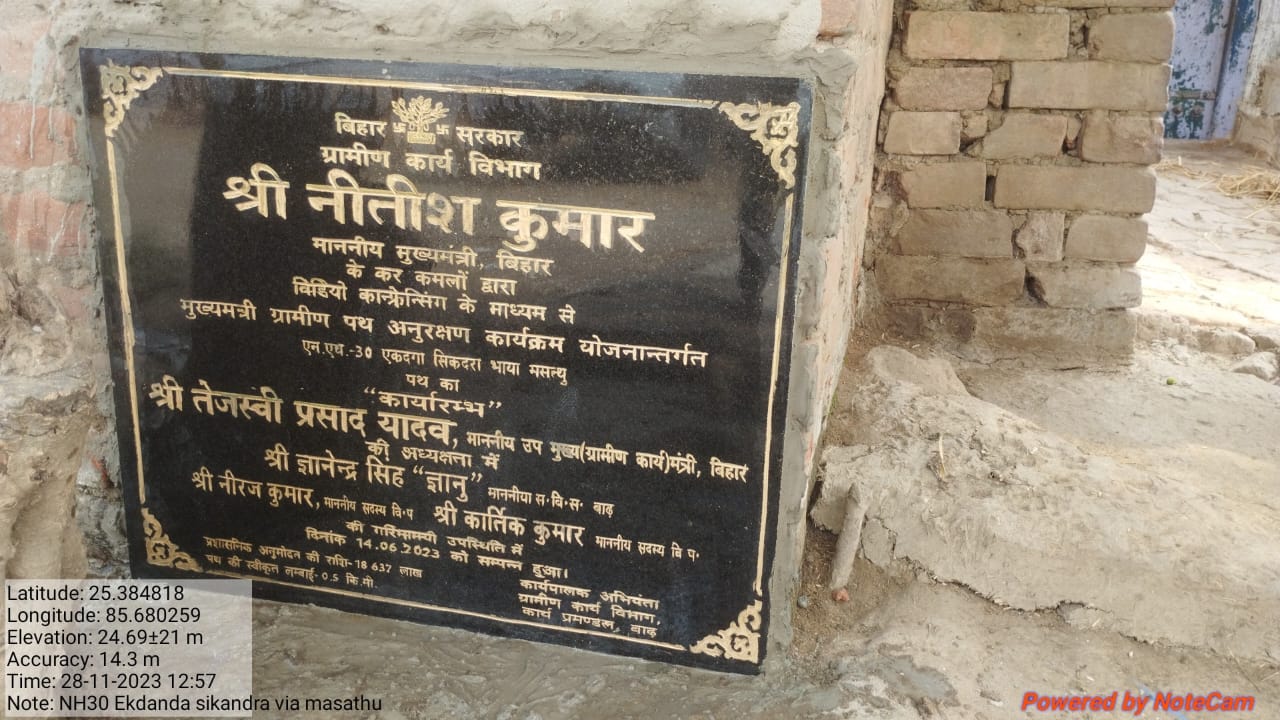 बिहार सरकार
ग्रामीण कार्य विभाग
श्री नीतीश कुमार
माननीय मुख्यमंत्री, बिहार
के कर कमलों द्वारा
विडियो कान्फ्रेन्सिंग के माध्यम से
मुख्यमंत्री ग्रामीण पथ अनुरक्षण कार्यक्रम योजनान्तर्गत
एन.एच.-30 एकदगा सिकदरा भाया मसत्थु
पथ का
“कार्यारम्भ”
श्री तेजस्वी प्रसाद यादव, माननीय उप मुख्य(ग्रामीण कार्य)मंत्री, बिहार
की अध्यक्षता में
श्री ज्ञानेन्द्र सिंह “ज्ञानु” माननीया स॰वि॰स॰ बाढ़
श्री नीरज कुमार, माननीय सदस्य वि॰प श्री कार्तिक कुमार माननीय सदस्य वि प॰
की गरिमामयी उपस्थिति में
दिनांक 14.06.2023 को सम्पन्न हुआ।
प्रशासनिक अनुमोदन की राशि-18 637 लाख
पथ की स्वीकृत लम्बाई-0.5 कि.मी.
कार्यपालक अभियंता
ग्रामीण कार्य विभाग,
कार्य प्रमण्डल, बाढ़
Latitude: 25.384818
Longitude: 85.680259
Elevation: 24.69±21 m
Accuracy: 14.3 m
Time: 28-11-2023 12:57
Note: NH30 Ekdanda sikandra via masathu
Powered by NoteCam